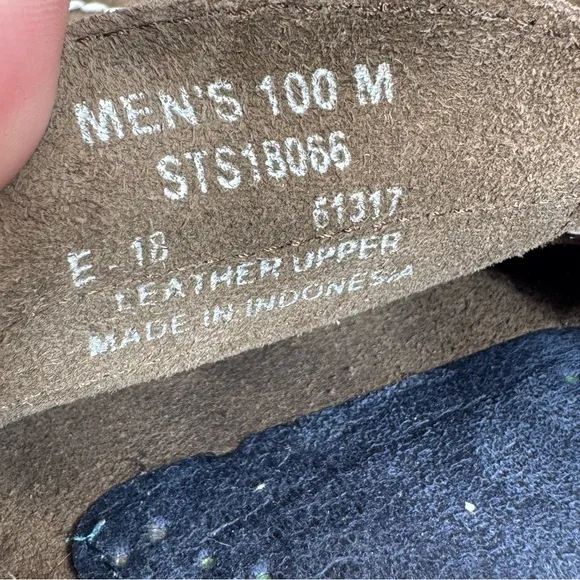 MEN'S 100 M
STS18066
E - 18 61317
LEATHER UPPER
MADE IN INDONESIA